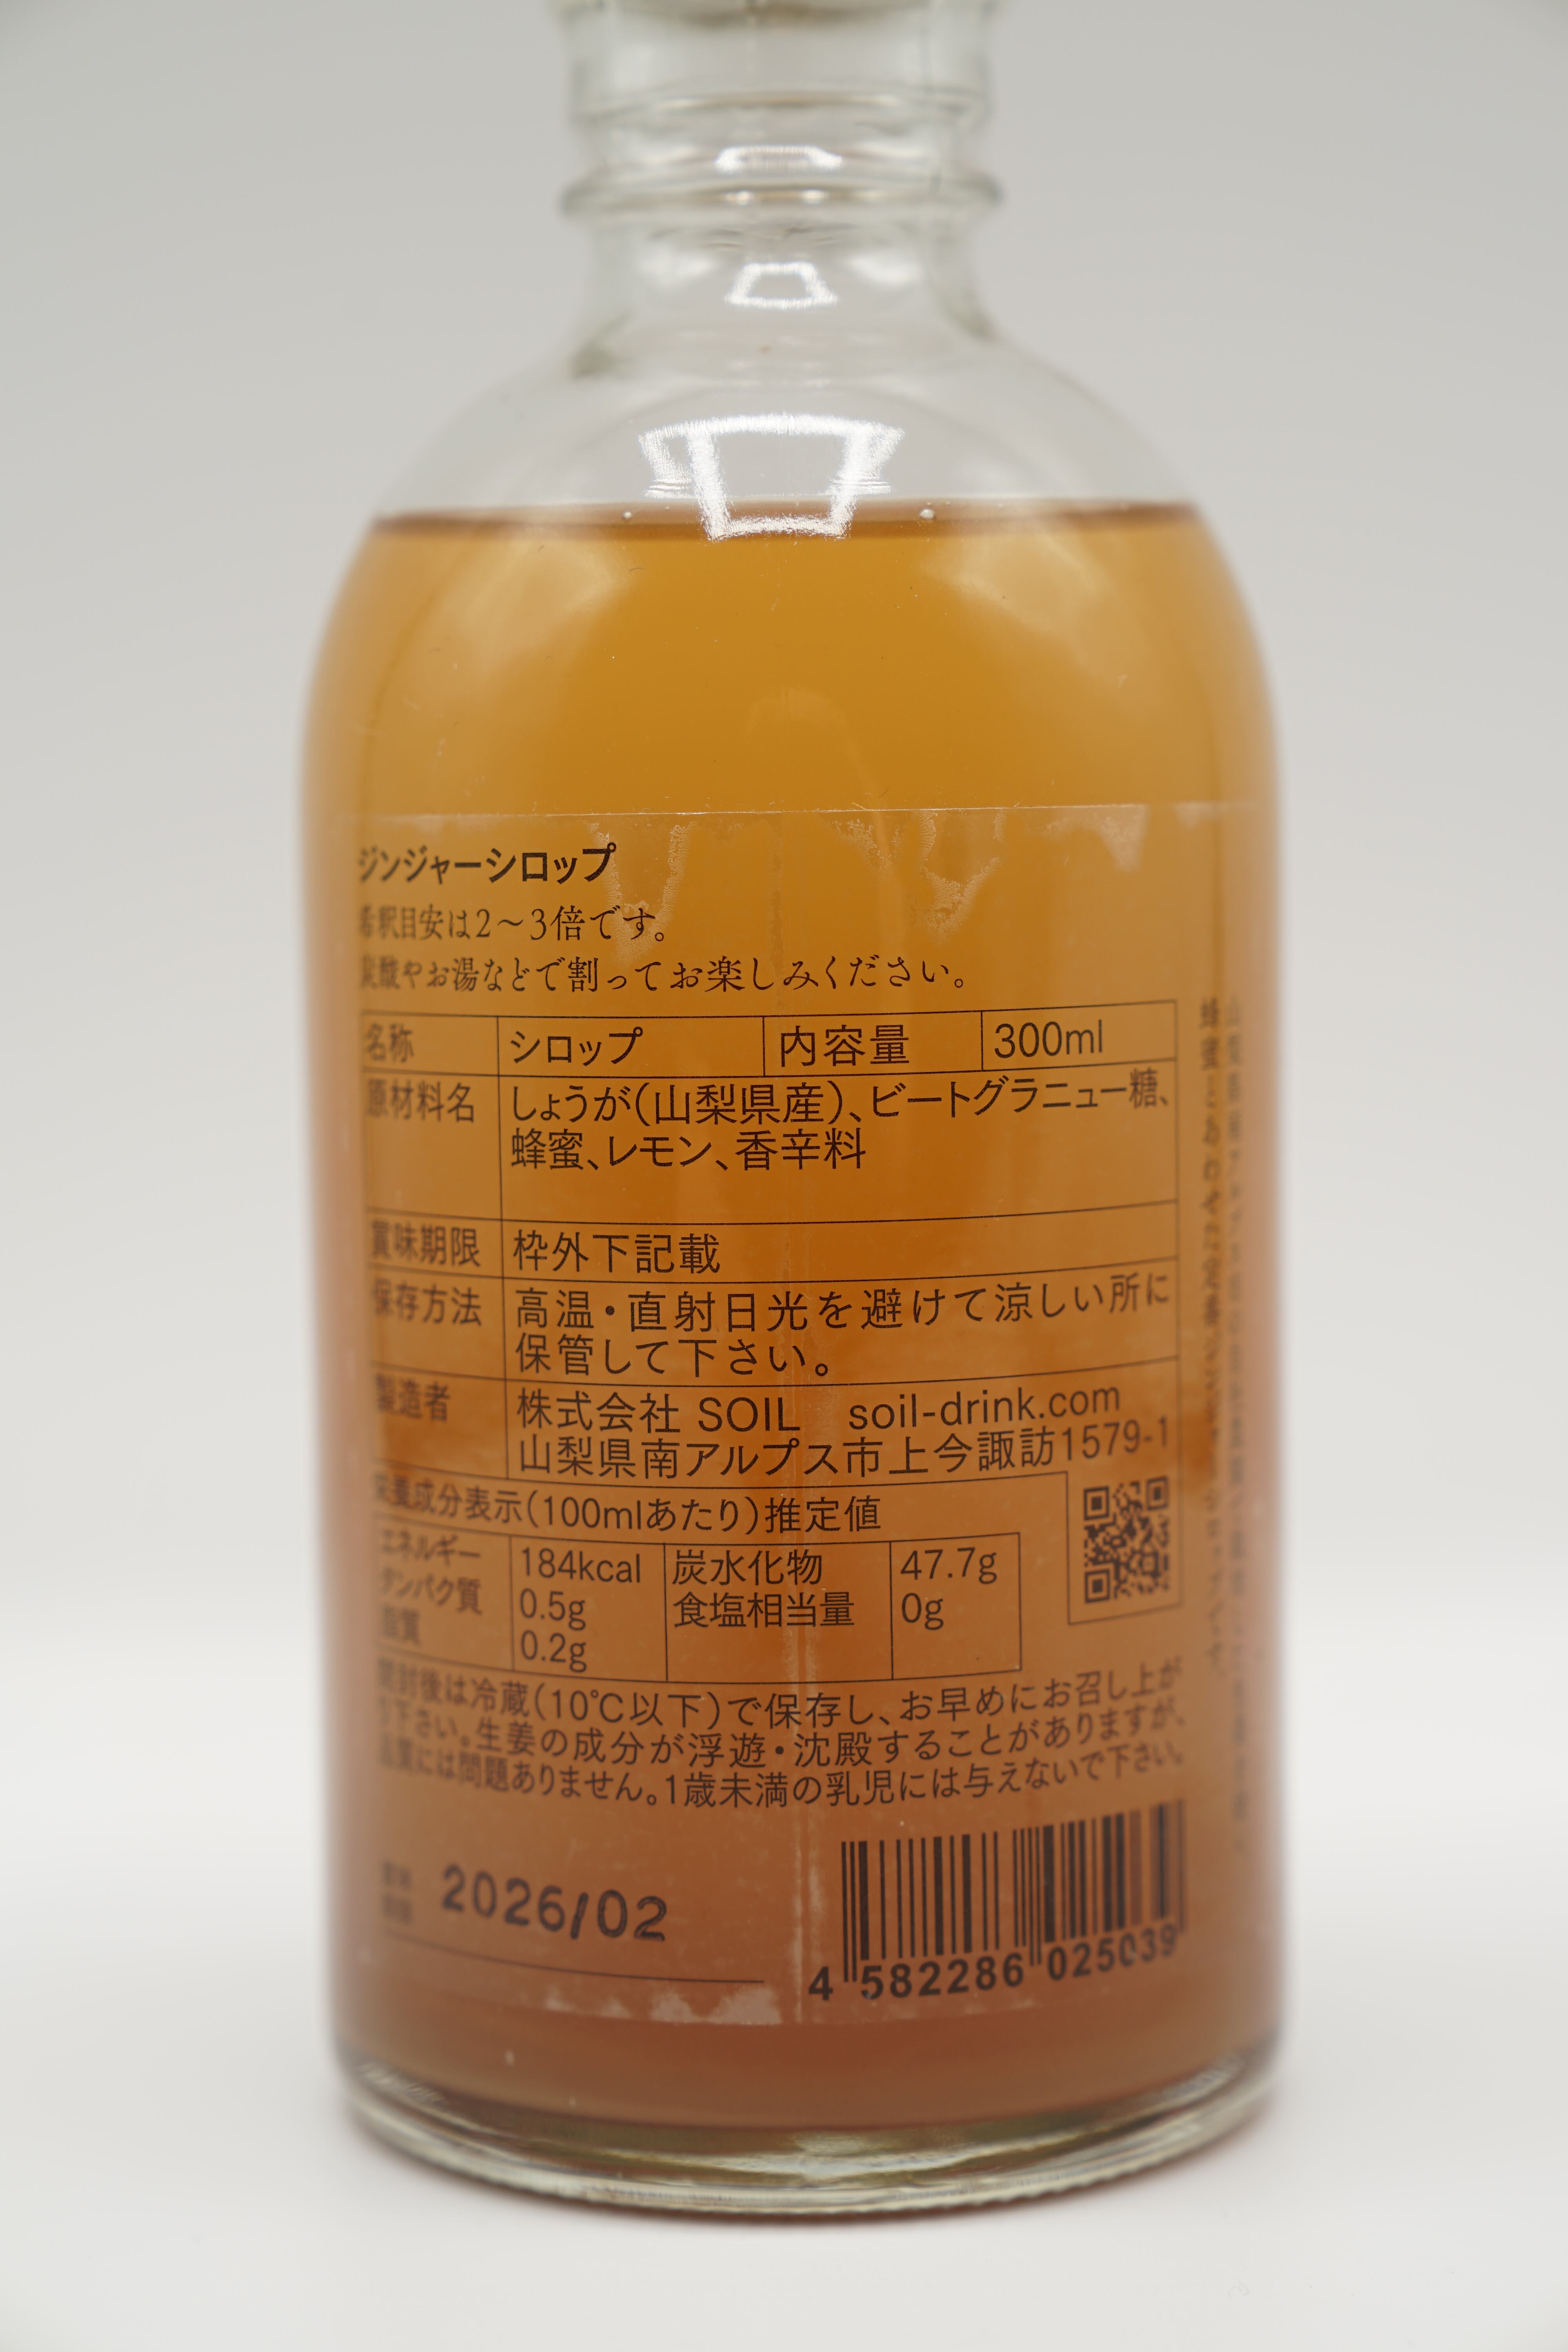 ジンジャーシロップ
希釈目安は2～3倍です。
炭酸やお湯などで割ってお楽しみください。
名称 シロップ 内容量 300ml
原材料名 しょうが(山梨県産)、ビートグラニュー糖、
蜂蜜、レモン、香辛料
賞味期限 枠外下記載
保存方法 高温・直射日光を避けて涼しい所に
保管して下さい。
製造者 株式会社 SOIL soil-drink.com
山梨県南アルプス市上今諏訪1579-1
栄養成分表示(100mlあたり)推定値
エネルギー 184kcal 炭水化物 47.7g
タンパク質 0.5g 食塩相当量 0g
脂質 0.2g
開封後は冷蔵(10℃以下)で保存し、お早めにお召し上が
り下さい。生姜の成分が浮遊・沈殿することがありますが、
品質には問題ありません。1歳未満の乳児には与えないで下さい。
賞味
期限
2026/02
4 582286 025039